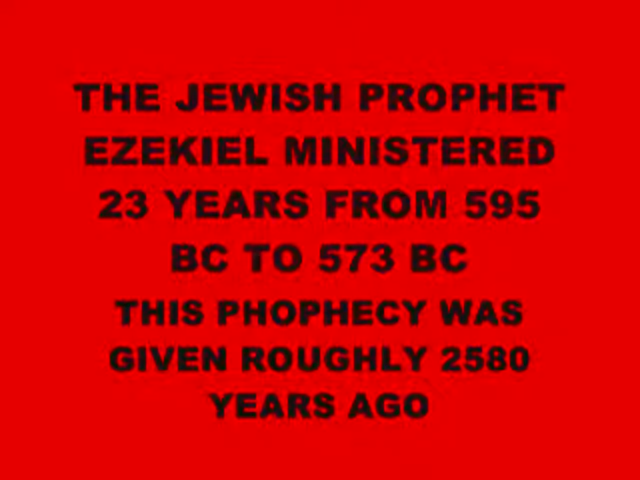 THE JEWISH PROPHET
EZEKIEL MINISTERED
23 YEARS FROM 595
BC TO 573 BC
THIS PHOPHECY WAS
GIVEN ROUGHLY 2580
YEARS AGO